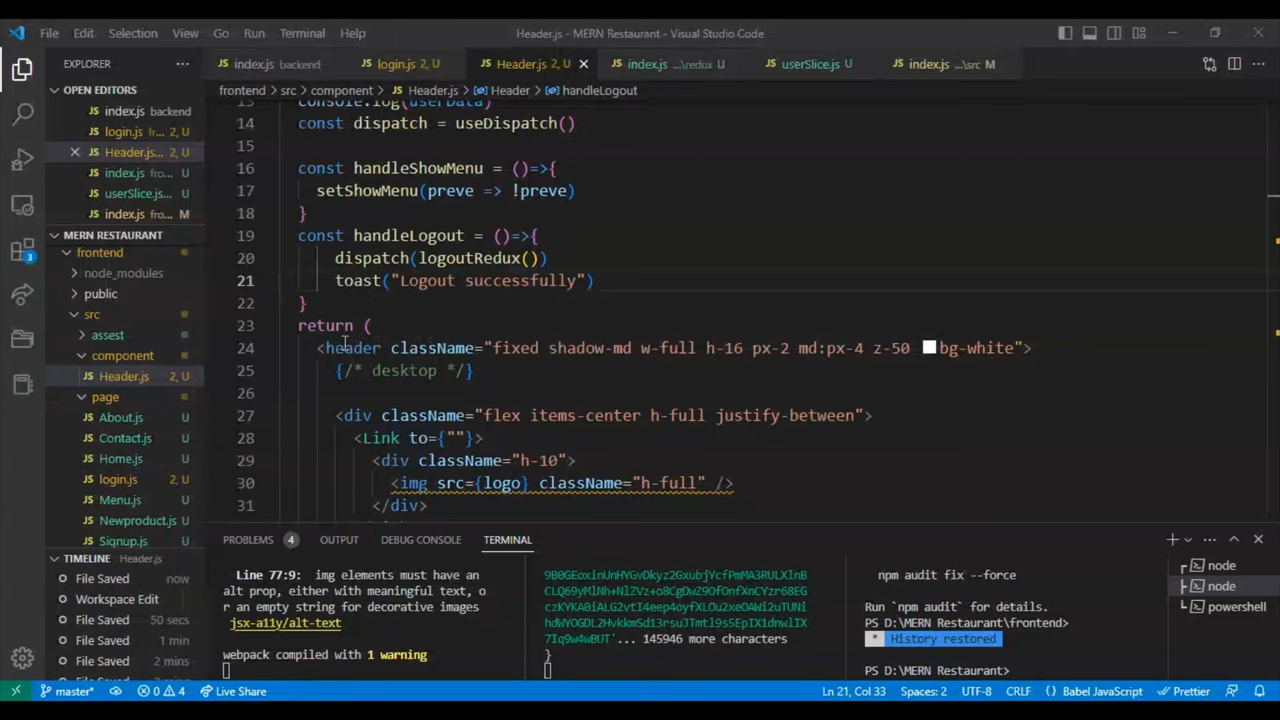 File Edit Selection View Go Run Terminal Help
Header.js - MERN Restaurant - Visual Studio Code
EXPLORER
JS index.js backend
JS login.js 2, U
JS Header.js 2, U
JS index.js ...\redux U
JS userSlice.js U
JS index.js ...\src M
OPEN EDITORS
JS index.js backend
JS login.js fr... 2, U
JS Header.js... 2, U
JS index.js fro... U
JS userSlice.js... U
JS index.js fro... M
MERN RESTAURANT
frontend
node_modules
public
src
assest
component
JS Header.js 2, U
page
JS About.js U
JS Contact.js U
JS Home.js U
JS login.js 2, U
JS Menu.js U
JS Newproduct.js U
JS Signup.js U
TIMELINE Header.js
File Saved now
Workspace Edit
File Saved 50 secs
File Saved 1 min
File Saved 2 mins
3
frontend > src > component > JS Header.js > Header > handleLogout
13 console.log(userData)
14 const dispatch = useDispatch()
15
16 const handleShowMenu = ()=>{
17 setShowMenu(preve => !preve)
18 }
19 const handleLogout = ()=>{
20 dispatch(logoutRedux())
21 toast("Logout successfully")
22 }
23 return (
24 <header className="fixed shadow-md w-full h-16 px-2 md:px-4 z-50 bg-white">
25 {/* desktop */}
26
27 <div className="flex items-center h-full justify-between">
28 <Link to={""}>
29 <div className="h-10">
30 <img src={logo} className="h-full" />
31 </div>
PROBLEMS 4 OUTPUT DEBUG CONSOLE TERMINAL
Line 77:9: img elements must have an
alt prop, either with meaningful text, o
r an empty string for decorative images
jsx-a11y/alt-text
webpack compiled with 1 warning
7Iq9w4wBUT'... 145946 more characters
}
npm audit fix --force
Run `npm audit` for details.
PS D:\MERN Restaurant\frontend>
* History restored
PS D:\MERN Restaurant>
node
node
powershell
master* 0 4 Live Share
Ln 21, Col 33 Spaces: 2 UTF-8 CRLF {} Babel JavaScript Prettier